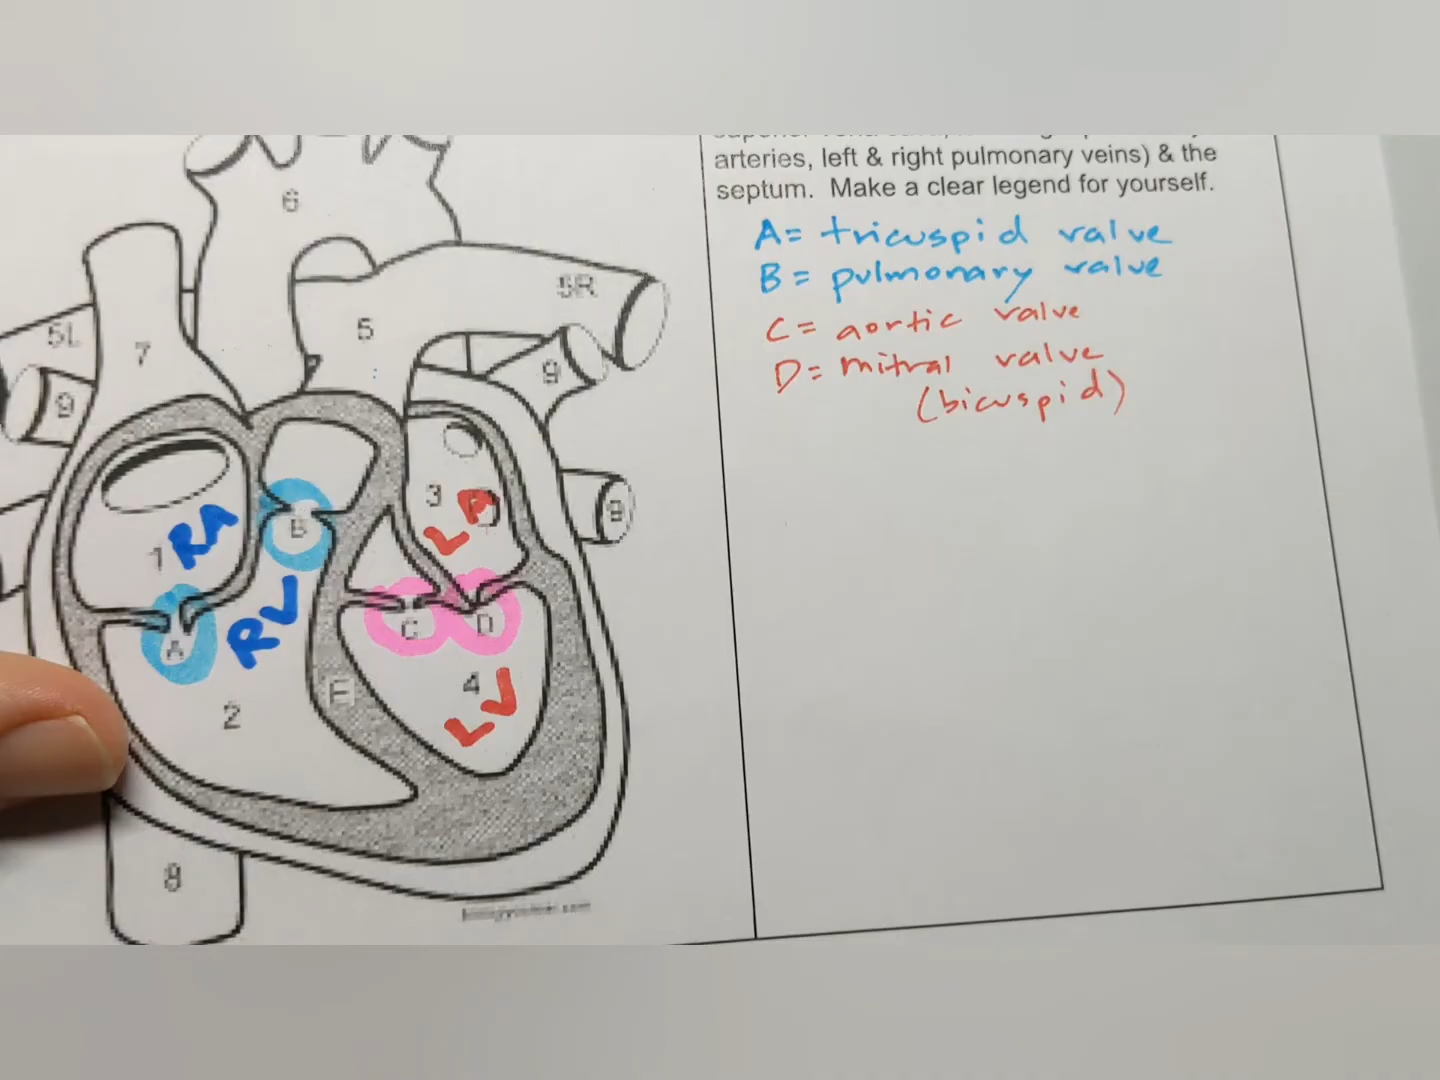 arteries, left & right pulmonary veins) & the
septum. Make a clear legend for yourself.
A= tricuspid valve
B= pulmonary valve
C= aortic valve
D= mitral valve
(bicuspid)
6
5R
5L
7
5
9
9
3
LA
9
B
1 RA
RV
C
D
A
E
4
LV
2
8